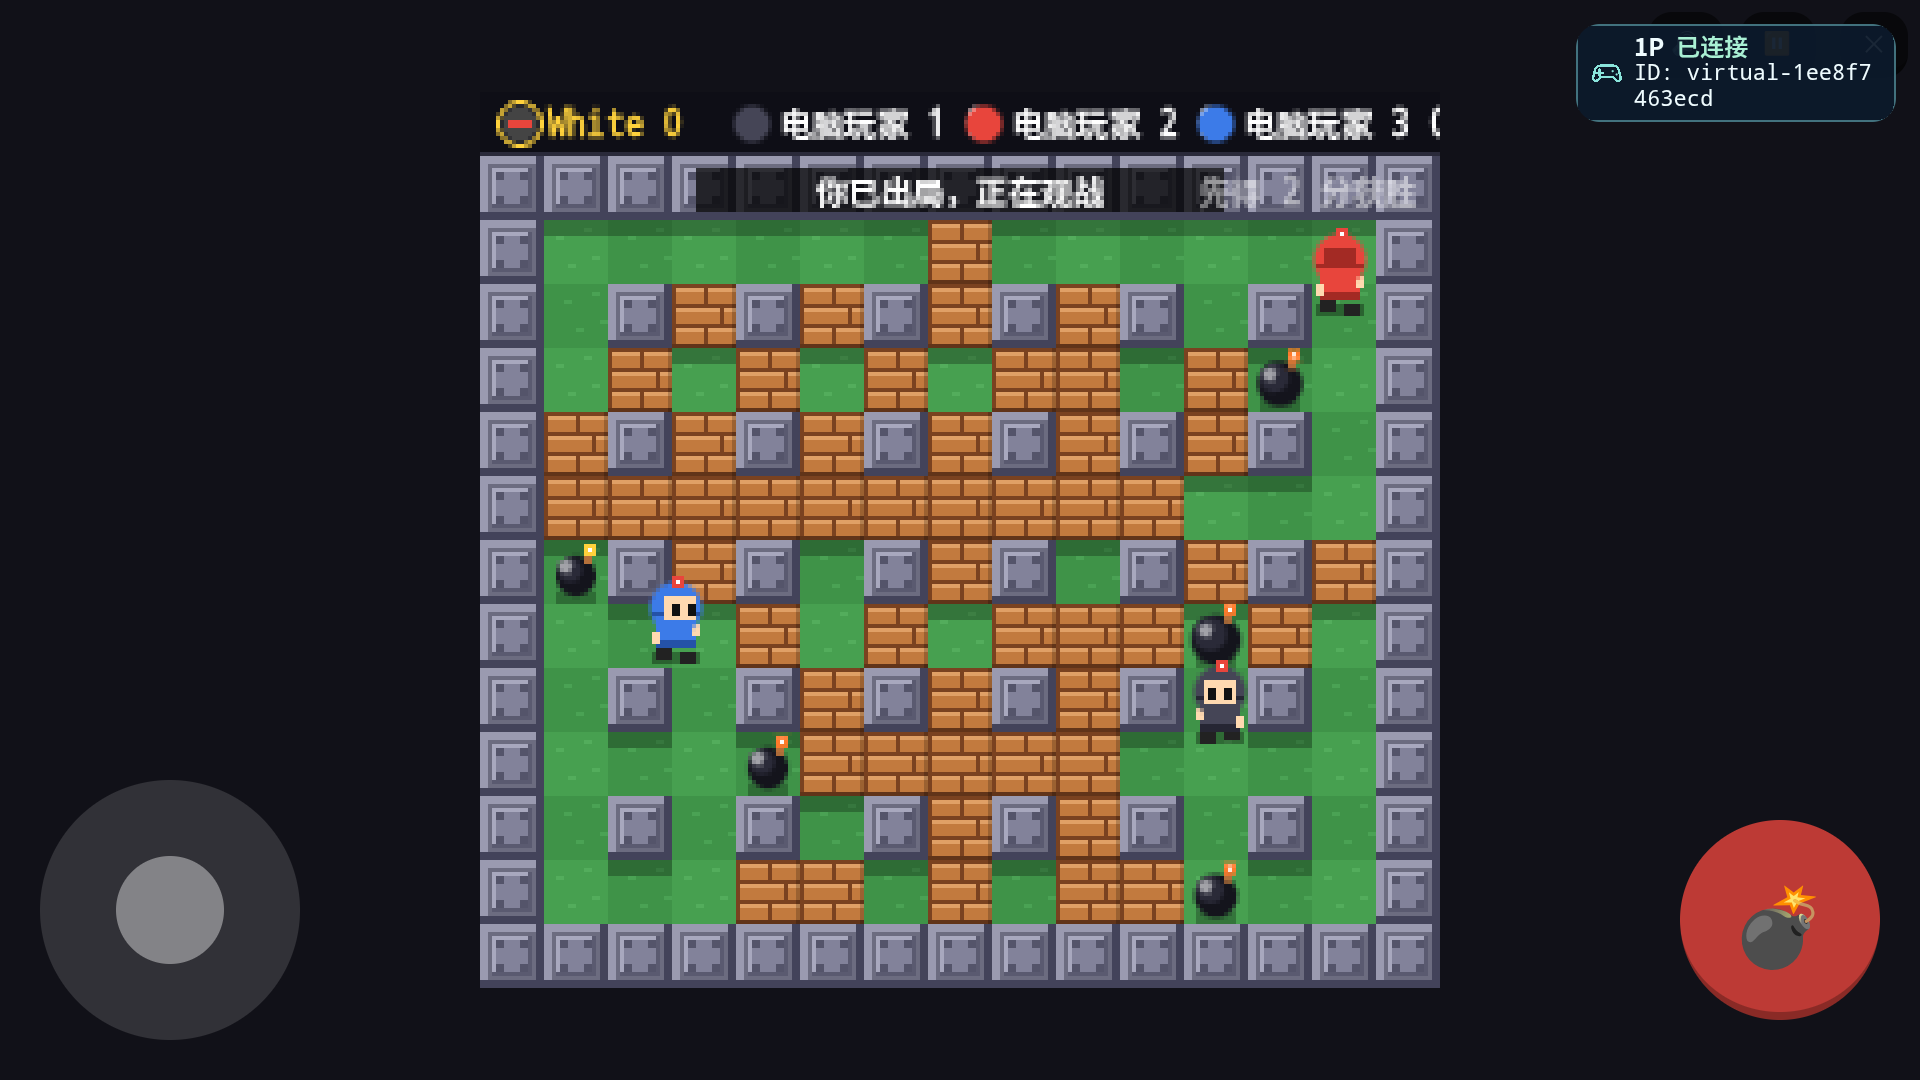 White 0 电脑玩家 1 电脑玩家 2 电脑玩家 3 0
你已出局，正在观战
先得 2 分获胜
1P 已连接
ID: virtual-1ee8f7
463ecd